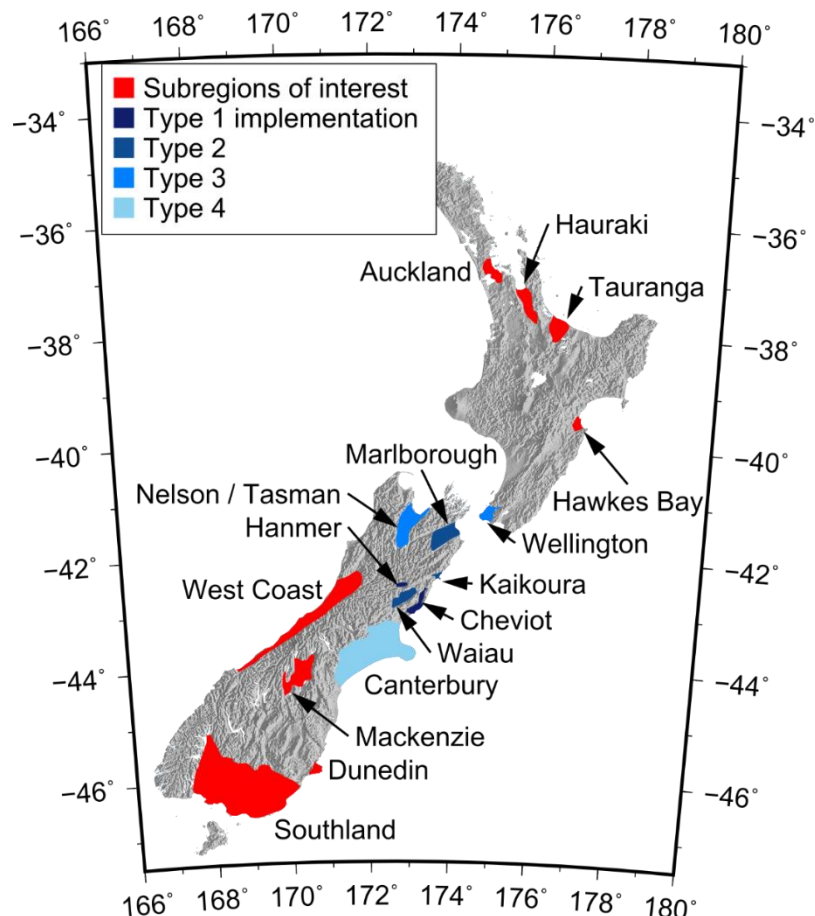 166° 168° 170° 172° 174° 176° 178° 180°
Subregions of interest
Type 1 implementation
Type 2
Type 3
Type 4
−34° −34°
−36° −36°
Hauraki
Auckland
Tauranga
−38° −38°
−40° −40°
Marlborough
Nelson / Tasman
Hawkes Bay
Hanmer
Wellington
−42° −42°
West Coast
Kaikoura
Cheviot
Waiau
−44° −44°
Canterbury
Mackenzie
Dunedin
−46° −46°
Southland
166° 168° 170° 172° 174° 176° 178° 180°